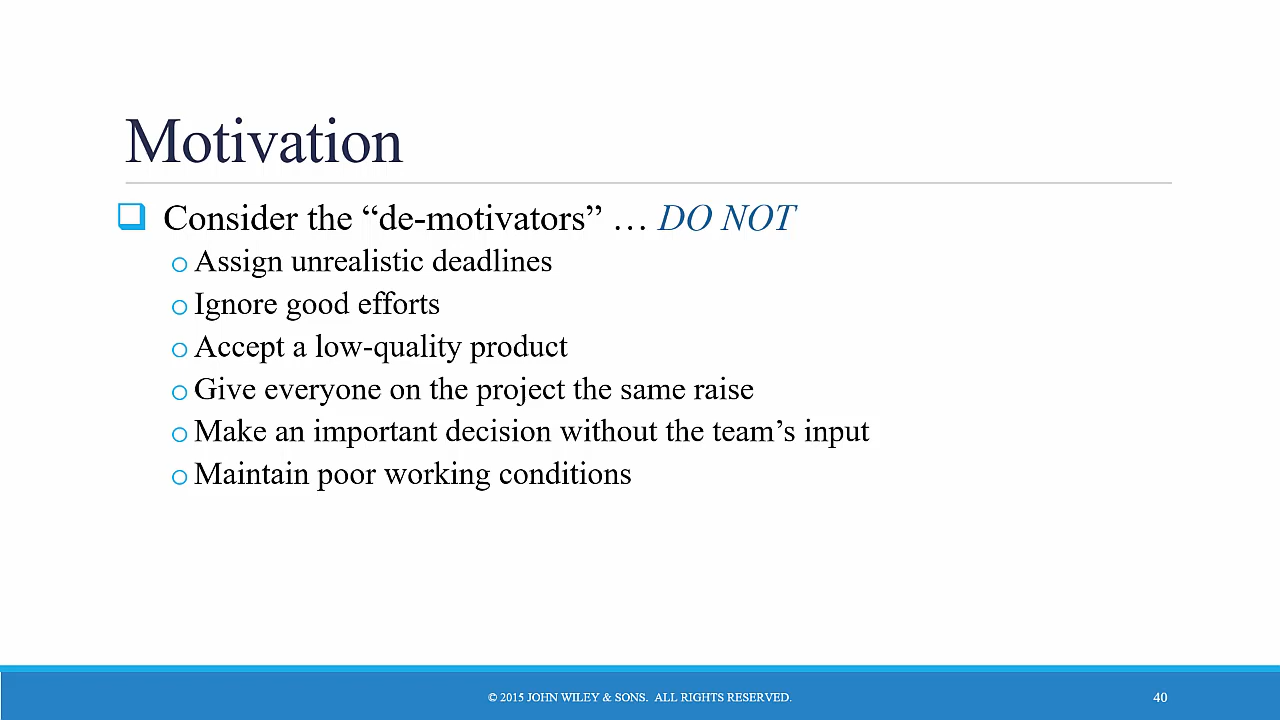 Motivation
Consider the “de-motivators” … DO NOT
Assign unrealistic deadlines
Ignore good efforts
Accept a low-quality product
Give everyone on the project the same raise
Make an important decision without the team’s input
Maintain poor working conditions
© 2015 JOHN WILEY & SONS. ALL RIGHTS RESERVED.
40